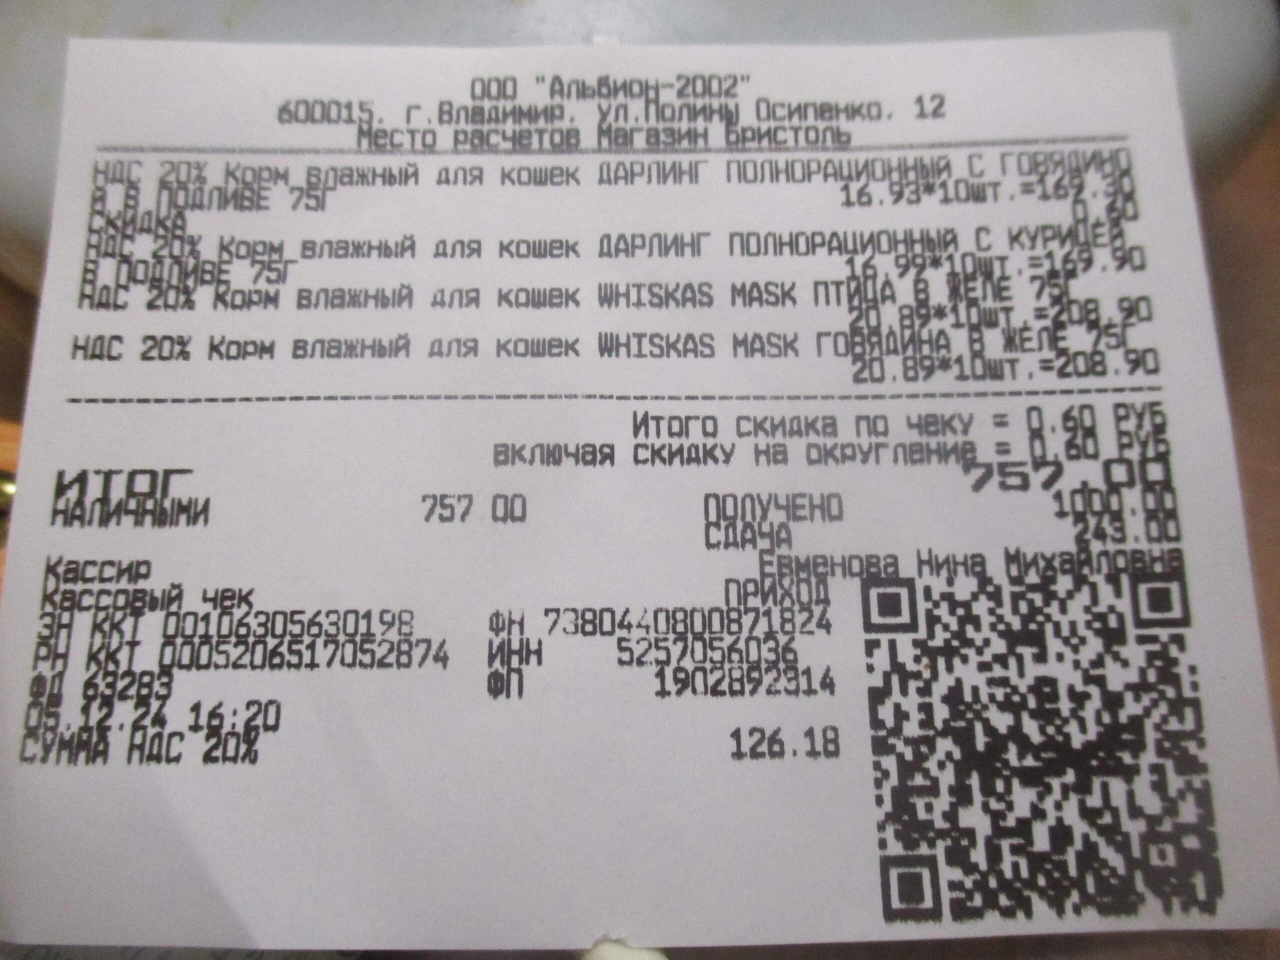 ООО "Альбион-2002"
600015. г.Владимир. ул.Полины Осипенко. 12
Место расчетов Магазин Бристоль
НДС 20% Корм влажный для кошек ДАРЛИНГ ПОЛНОРАЦИОННЫЙ С ГОВЯДИНО
Й В ПОДЛИВЕ 75Г 16.93*10шт.=169.30
СКИДКА 0.60
НДС 20% Корм влажный для кошек ДАРЛИНГ ПОЛНОРАЦИОННЫЙ С КУРИЦЕЙ
В ПОДЛИВЕ 75Г 16.99*10шт.=169.90
НДС 20% Корм влажный для кошек WHISKAS MASK ПТИЦА В ЖЕЛЕ 75Г
20.89*10шт.=208.90
НДС 20% Корм влажный для кошек WHISKAS MASK ГОВЯДИНА В ЖЕЛЕ 75Г
20.89*10шт.=208.90
Итого скидка по чеку = 0.60 РУБ
включая скидку на округление = 0.60 РУБ
ИТОГ 757.00
НАЛИЧНЫМИ 757 00 ПОЛУЧЕНО 1000.00
СДАЧА 243.00
Кассир Евменова Нина Михайловна
Кассовый чек ПРИХОД
ЗН ККТ 00106305630198 ФН 7380440800871824
РН ККТ 0005206517052874 ИНН 5257056036
ФД 63283 ФП 1902892314
05.12.24 16:20
СУММА НДС 20% 126.18